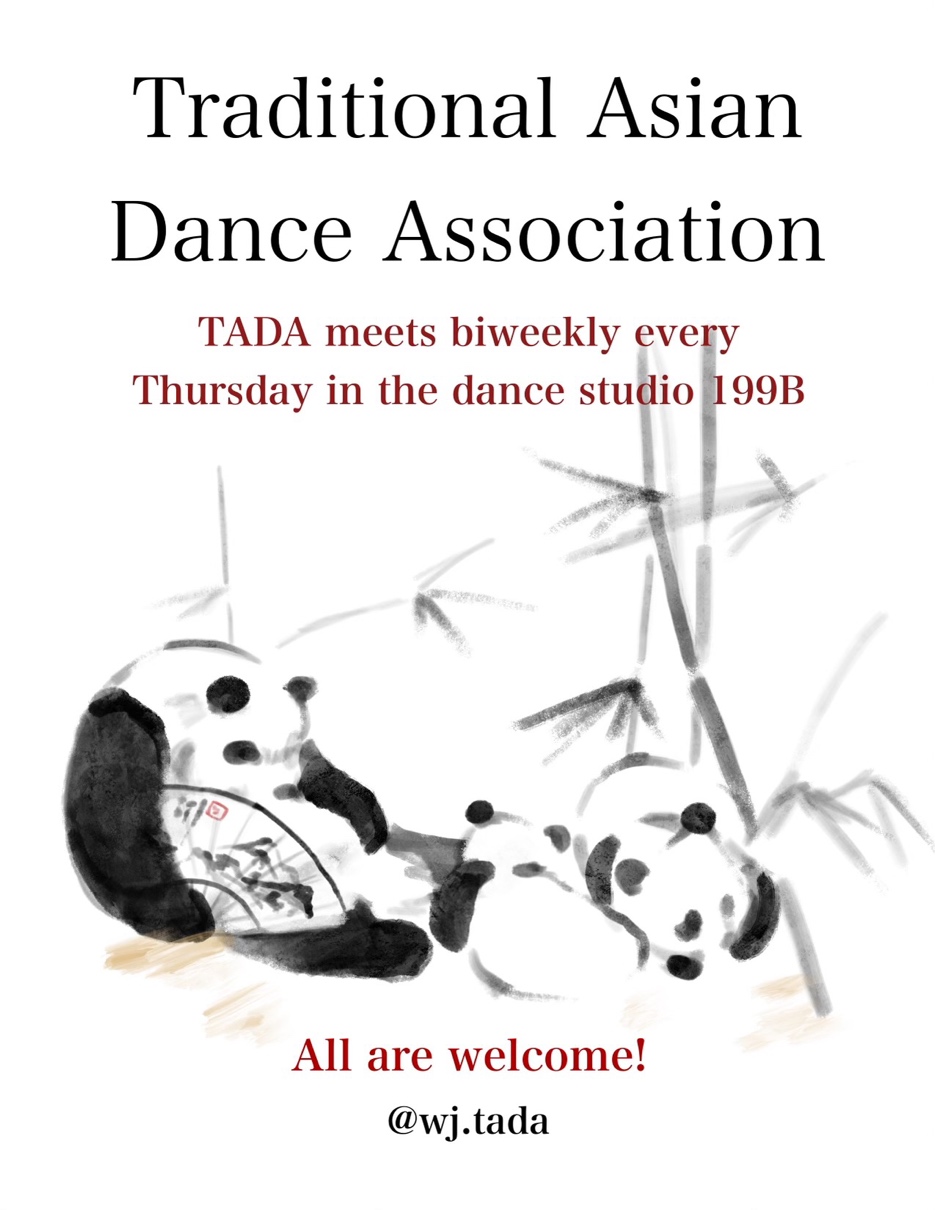 Traditional Asian
Dance Association
TADA meets biweekly every
Thursday in the dance studio 199B
All are welcome!
@wj.tada